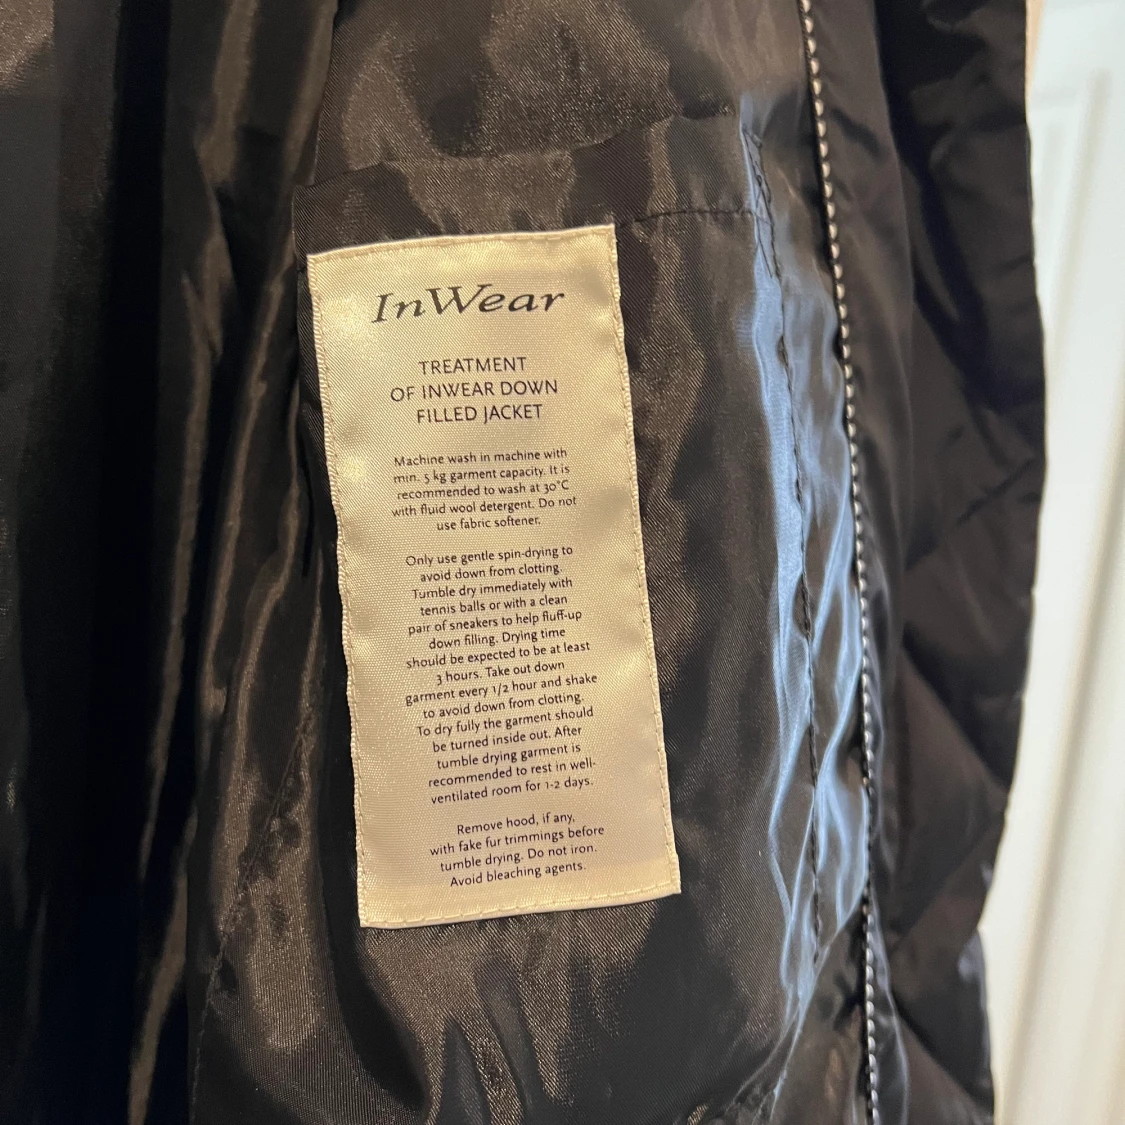 InWear
TREATMENT
OF INWEAR DOWN
FILLED JACKET
Machine wash in machine with
min. 5 kg garment capacity. It is
recommended to wash at 30°C
with fluid wool detergent. Do not
use fabric softener.
Only use gentle spin-drying to
avoid down from clotting.
Tumble dry immediately with
tennis balls or with a clean
pair of sneakers to help fluff-up
down filling. Drying time
should be expected to be at least
3 hours. Take out down
garment every 1/2 hour and shake
to avoid down from clotting.
To dry fully the garment should
be turned inside out. After
tumble drying garment is
recommended to rest in well-
ventilated room for 1-2 days.
Remove hood, if any,
with fake fur trimmings before
tumble drying. Do not iron.
Avoid bleaching agents.